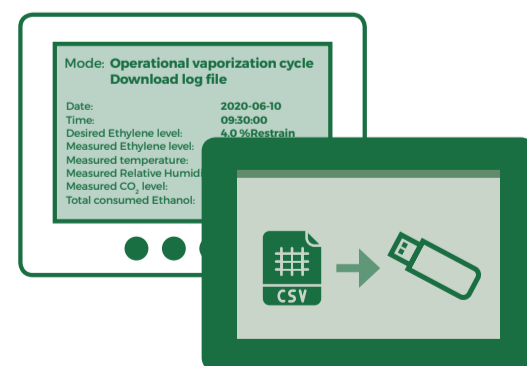 Mode: Operational vaporization cycle
Download log file
Date: 2020-06-10
Time: 09:30:00
Desired Ethylene level: 4.0 %Restrain
Measured Ethylene level:
Measured temperature:
Measured Relative Humidi
Measured CO₂ level:
Total consumed Ethanol:
CSV